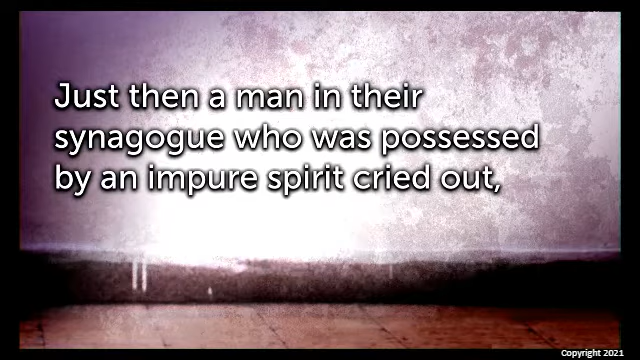 Just then a man in their
synagogue who was possessed
by an impure spirit cried out,
Copyright 2021